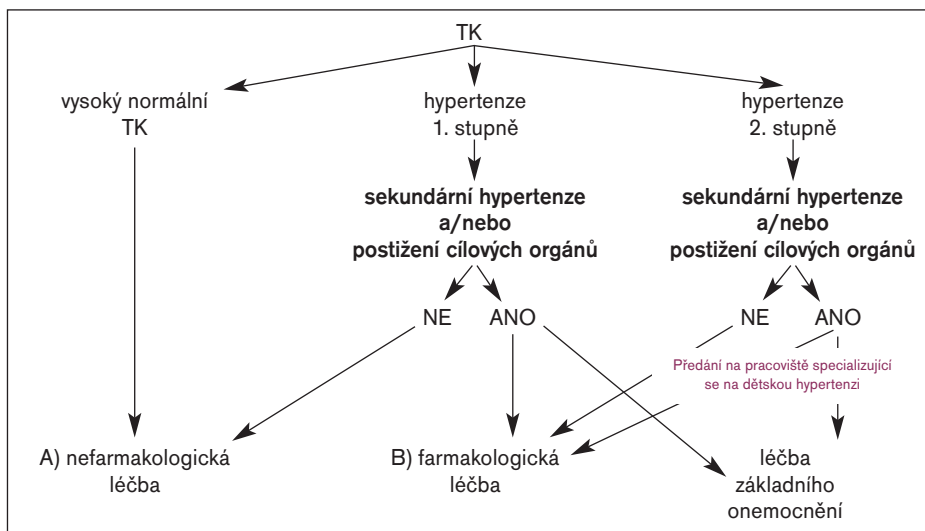 TK
vysoký normální
TK
hypertenze
1. stupně
hypertenze
2. stupně
sekundární hypertenze
a/nebo
postižení cílových orgánů
sekundární hypertenze
a/nebo
postižení cílových orgánů
NE
ANO
NE
ANO
Předání na pracoviště specializující
se na dětskou hypertenzi
A) nefarmakologická
léčba
B) farmakologická
léčba
léčba
základního
onemocnění